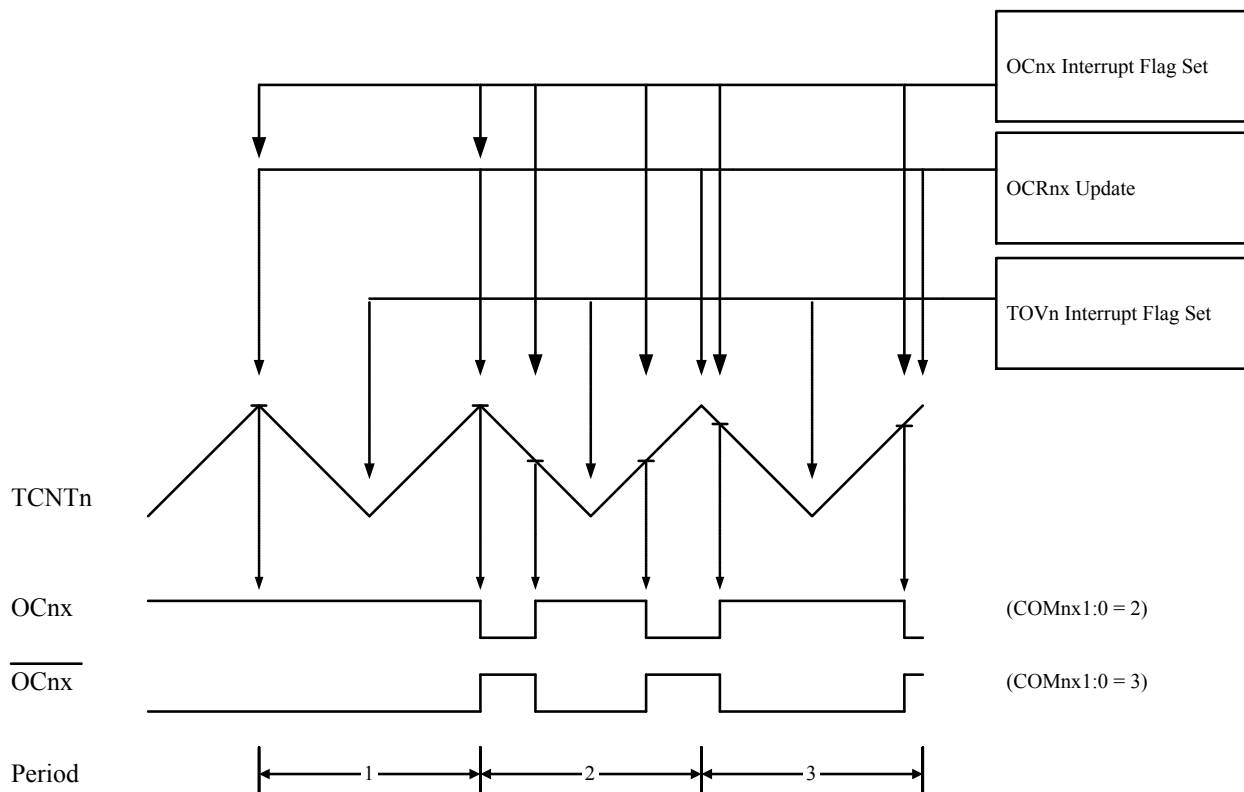 OCnx Interrupt Flag Set
OCRnx Update
TOVn Interrupt Flag Set
TCNTn
OCnx
(COMnx1:0 = 2)
OCnx
(COMnx1:0 = 3)
Period
1
2
3